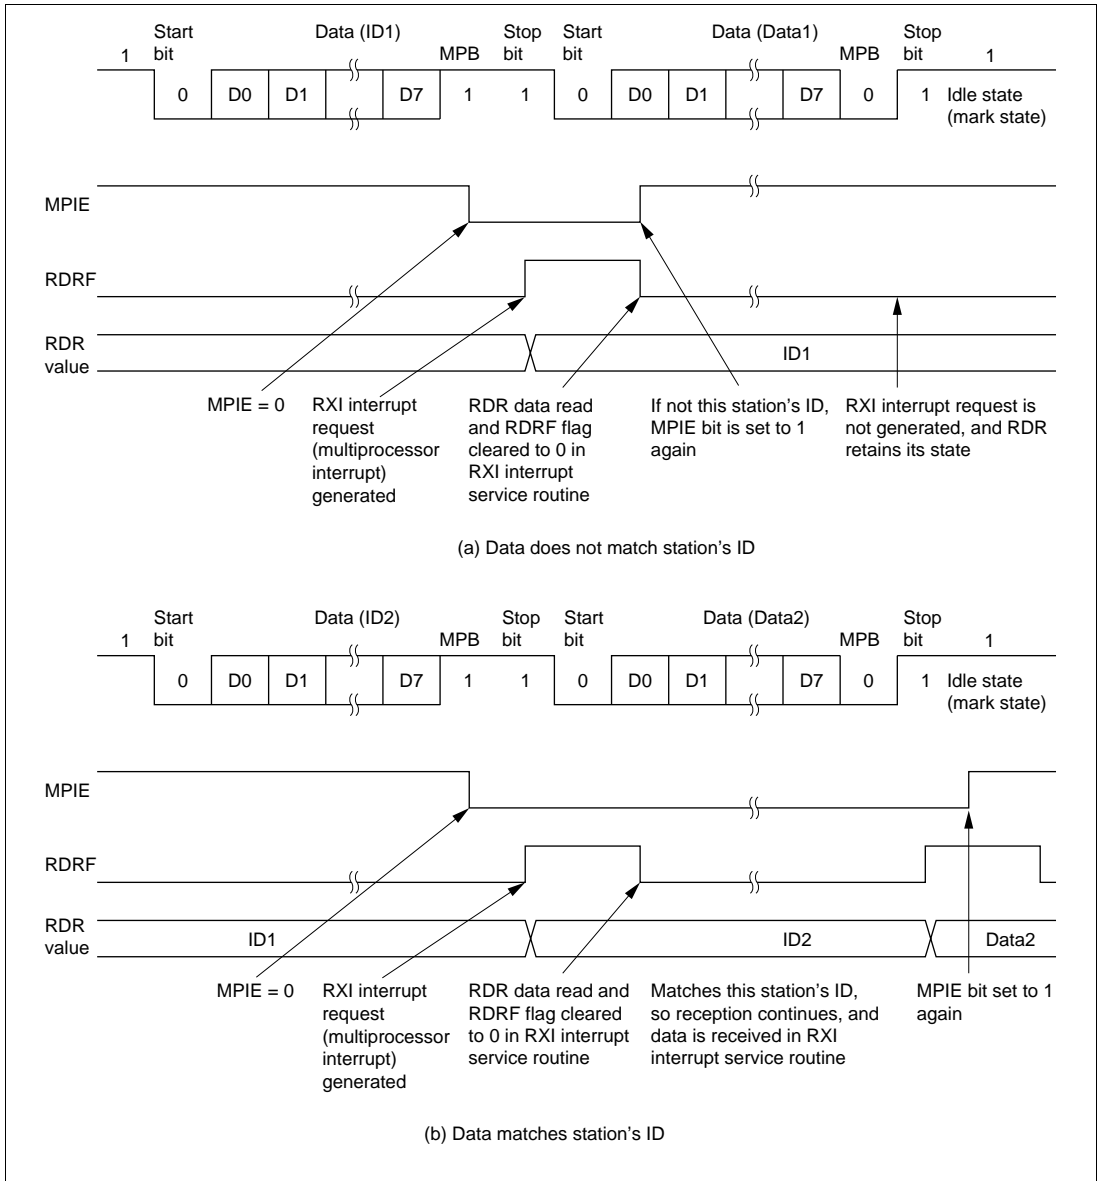 Start Data (ID1) Stop Start Data (Data1) Stop
1 bit MPB bit bit MPB bit 1
0 D0 D1 D7 1 1 0 D0 D1 D7 0 1 Idle state
(mark state)
MPIE
RDRF
RDR
value
ID1
MPIE = 0
RXI interrupt
request
(multiprocessor
interrupt)
generated
RDR data read
and RDRF flag
cleared to 0 in
RXI interrupt
service routine
If not this station's ID,
MPIE bit is set to 1
again
RXI interrupt request is
not generated, and RDR
retains its state
(a) Data does not match station's ID
Start Data (ID2) Stop Start Data (Data2) Stop
1 bit MPB bit bit MPB bit 1
0 D0 D1 D7 1 1 0 D0 D1 D7 0 1 Idle state
(mark state)
MPIE
RDRF
RDR
value
ID1 ID2 Data2
MPIE = 0
RXI interrupt
request
(multiprocessor
interrupt)
generated
RDR data read and
RDRF flag cleared
to 0 in RXI interrupt
service routine
Matches this station's ID,
so reception continues, and
data is received in RXI
interrupt service routine
MPIE bit set to 1
again
(b) Data matches station's ID